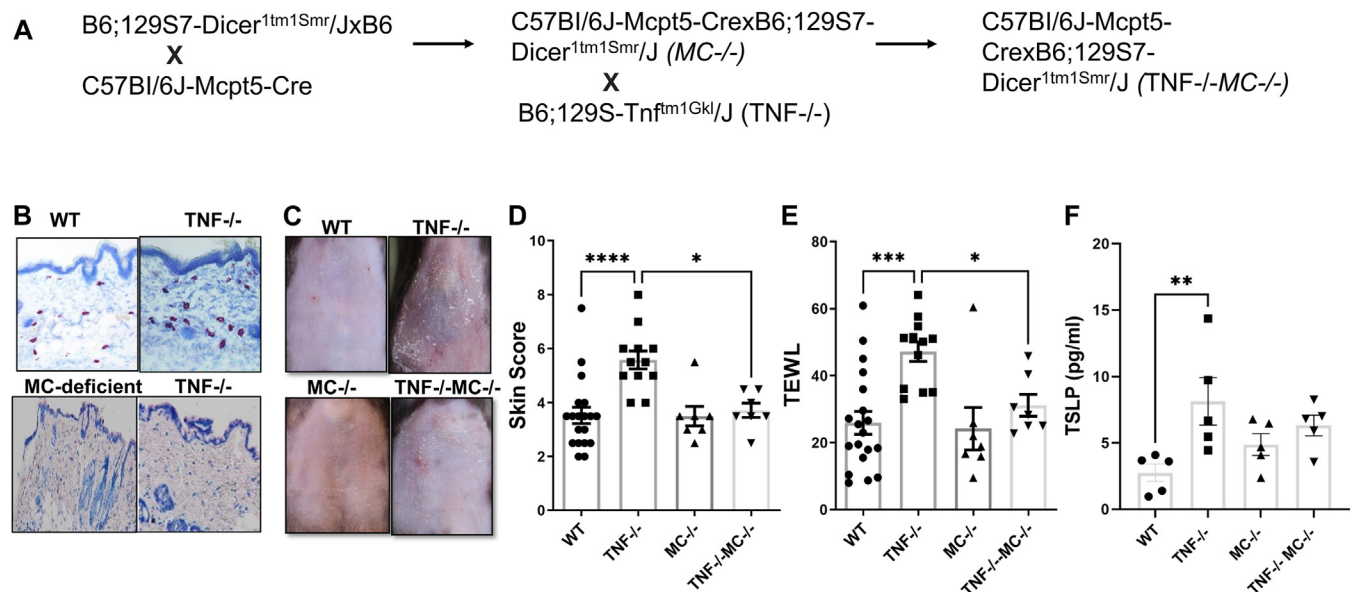 A
B6;129S7-Dicer1tm1Smr/JxB6
X
C57BI/6J-Mcpt5-Cre
C57BI/6J-Mcpt5-CrexB6;129S7-
Dicer1tm1Smr/J (MC-/-)
X
B6;129S-Tnftm1Gkl/J (TNF-/-)
C57BI/6J-Mcpt5-
CrexB6;129S7-
Dicer1tm1Smr/J (TNF-/-MC-/-)
B
WT
TNF-/-
MC-deficient
TNF-/-
C
WT
TNF-/-
MC-/-
TNF-/-MC-/-
D
Skin Score
10
8
6
4
2
0
****
*
WT
TNF-/-
MC-/-
TNF-/-MC-/-
E
TEWL
80
60
40
20
0
***
*
WT
TNF-/-
MC-/-
TNF-/--MC-/-
F
TSLP (pg/ml)
20
15
10
5
0
**
WT
TNF-/-
MC-/-
TNF-/- MC-/-